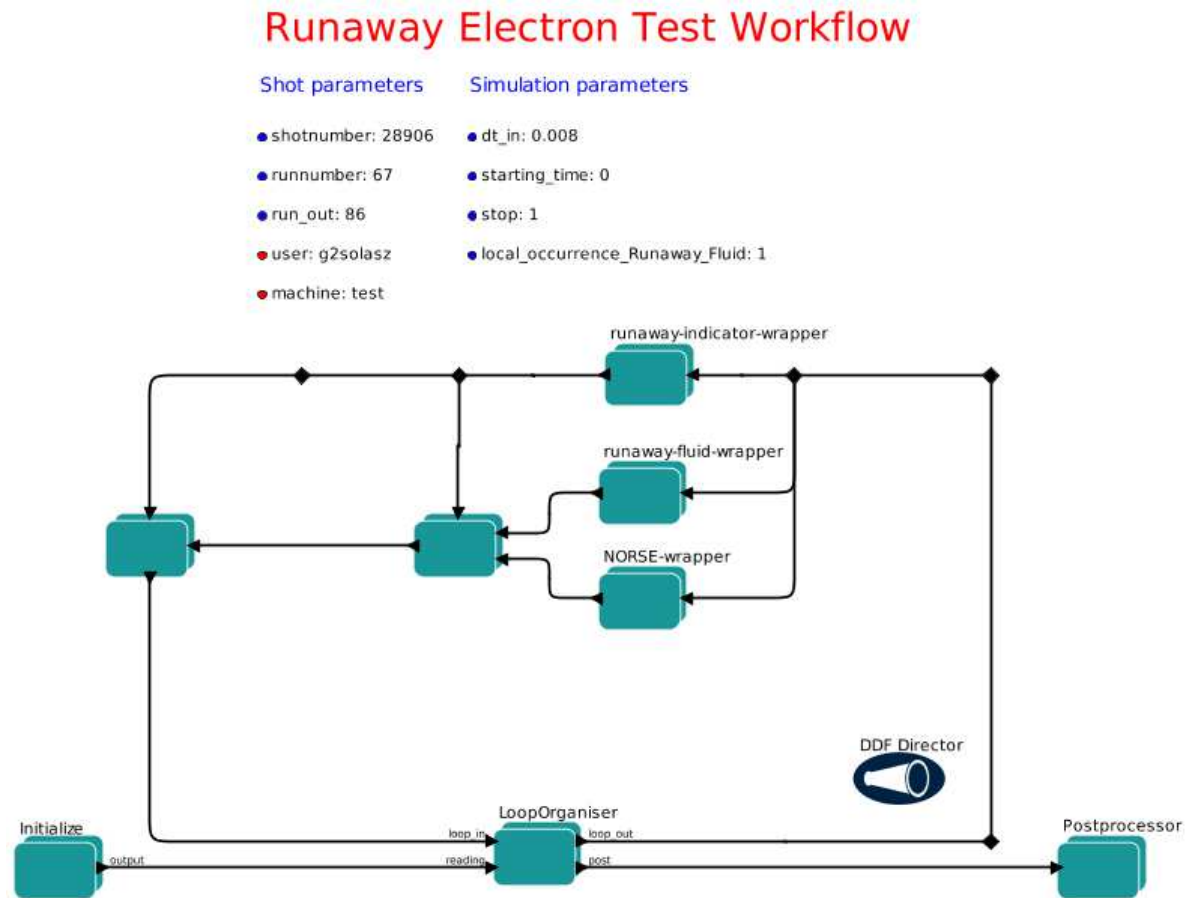 Runaway Electron Test Workflow
Shot parameters
Simulation parameters
shotnumber: 28906
dt_in: 0.008
runnumber: 67
starting_time: 0
run_out: 86
stop: 1
user: g2solasz
local_occurrence_Runaway_Fluid: 1
machine: test
runaway-indicator-wrapper
runaway-fluid-wrapper
NORSE-wrapper
DDF Director
LoopOrganiser
Initialize
Postprocessor
loop_in
loop_out
output
reading
post